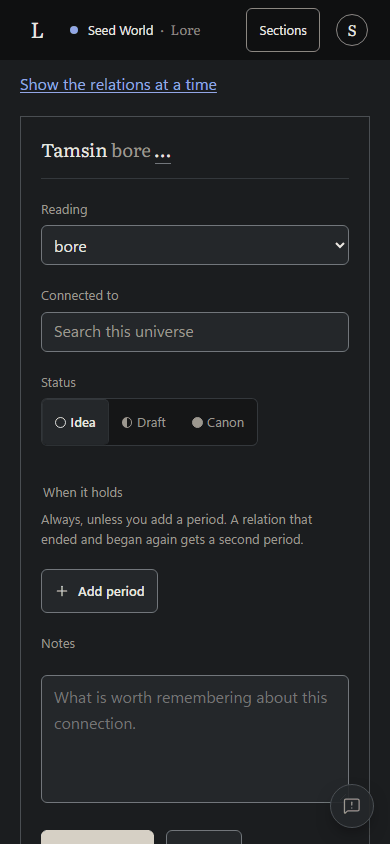 L
Seed World · Lore
Sections
S
Show the relations at a time
Tamsin bore ...
Reading
bore
Connected to
Search this universe
Status
Idea
Draft
Canon
When it holds
Always, unless you add a period. A relation that
ended and began again gets a second period.
+ Add period
Notes
What is worth remembering about this
connection.